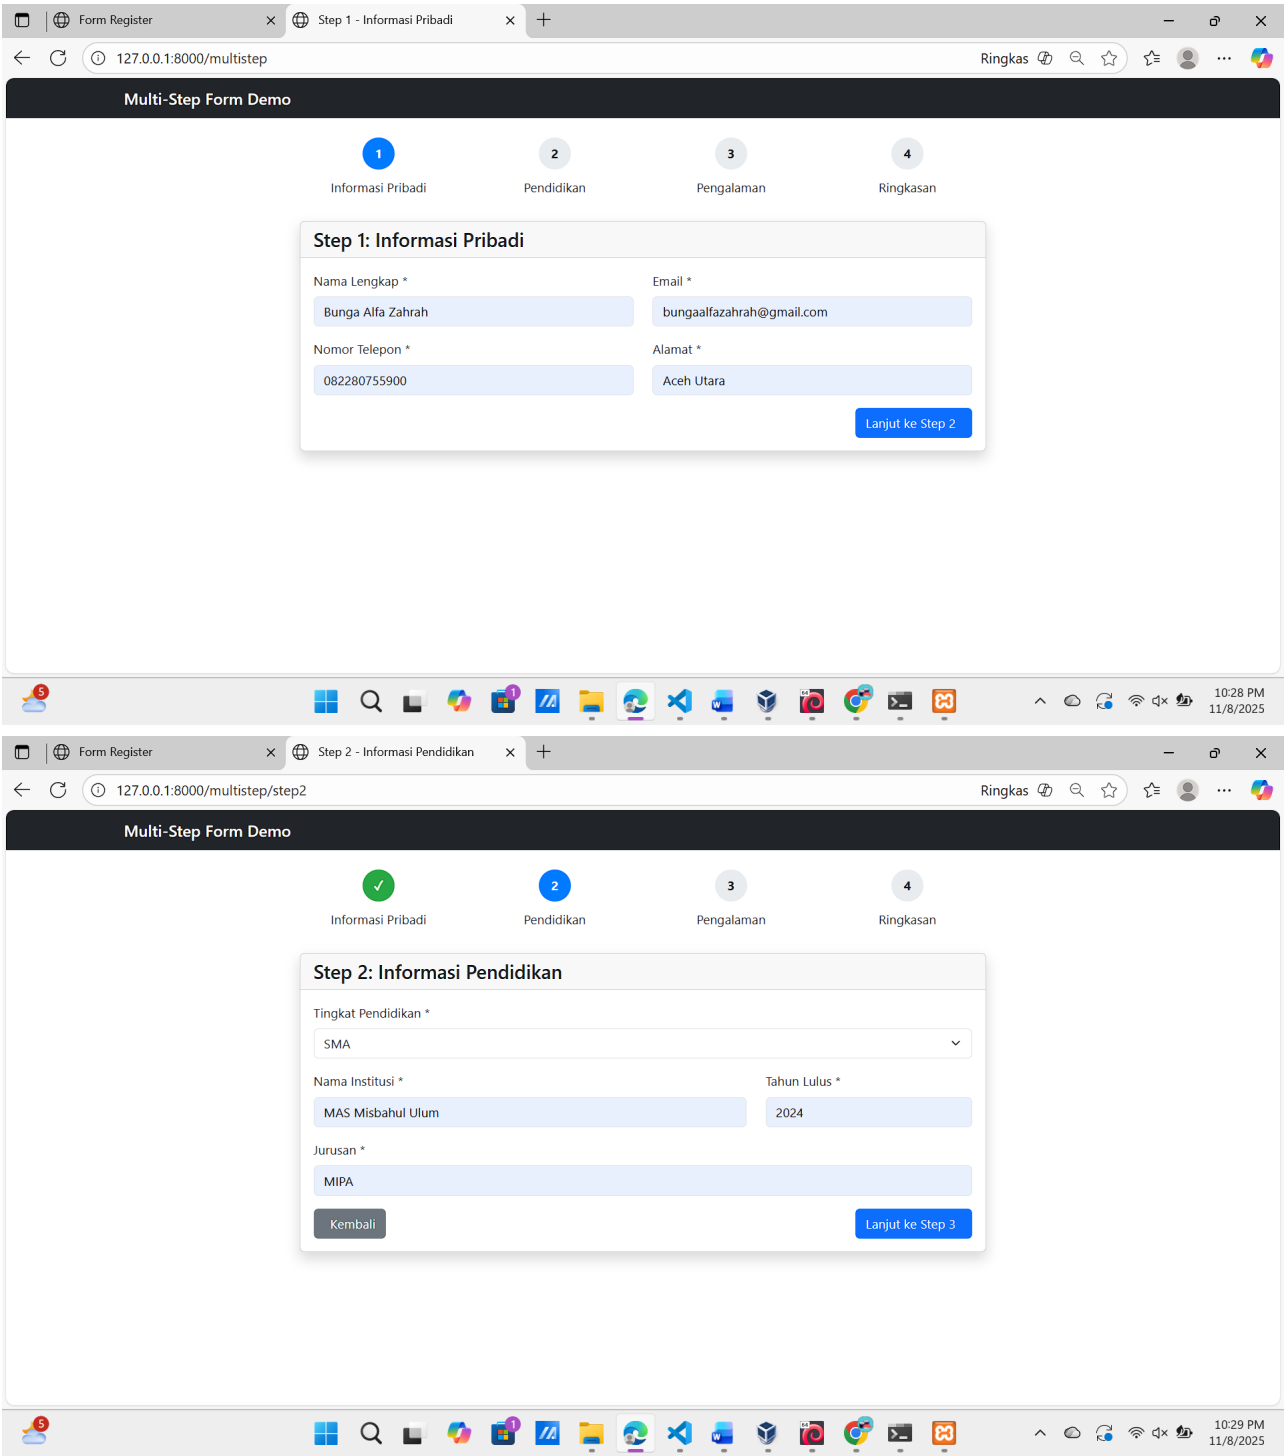 Form Register
Step 1 - Informasi Pribadi
127.0.0.1:8000/multistep
Ringkas
Multi-Step Form Demo
1
2
3
4
Informasi Pribadi
Pendidikan
Pengalaman
Ringkasan
Step 1: Informasi Pribadi
Nama Lengkap *
Email *
Bunga Alfa Zahrah
bungaalfazahrah@gmail.com
Nomor Telepon *
Alamat *
082280755900
Aceh Utara
Lanjut ke Step 2
5
1
10:28 PM
11/8/2025
Form Register
Step 2 - Informasi Pendidikan
127.0.0.1:8000/multistep/step2
Ringkas
Multi-Step Form Demo
✓
2
3
4
Informasi Pribadi
Pendidikan
Pengalaman
Ringkasan
Step 2: Informasi Pendidikan
Tingkat Pendidikan *
SMA
Nama Institusi *
Tahun Lulus *
MAS Misbahul Ulum
2024
Jurusan *
MIPA
Kembali
Lanjut ke Step 3
5
1
10:29 PM
11/8/2025